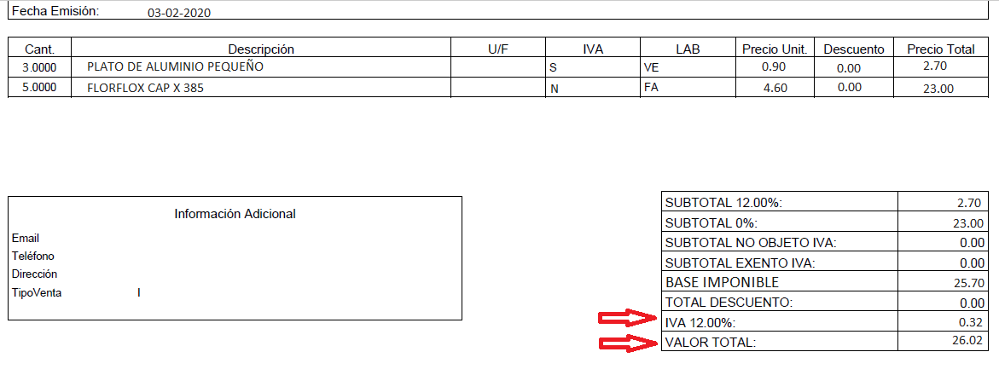 Fecha Emisión: 03-02-2020
Cant. Descripción U/F IVA LAB Precio Unit. Descuento Precio Total
3.0000 PLATO DE ALUMINIO PEQUEÑO S VE 0.90 0.00 2.70
5.0000 FLORFLOX CAP X 385 N FA 4.60 0.00 23.00
Información Adicional
Email
Teléfono
Dirección
TipoVenta I
SUBTOTAL 12.00%: 2.70
SUBTOTAL 0%: 23.00
SUBTOTAL NO OBJETO IVA: 0.00
SUBTOTAL EXENTO IVA: 0.00
BASE IMPONIBLE 25.70
TOTAL DESCUENTO: 0.00
IVA 12.00%: 0.32
VALOR TOTAL: 26.02